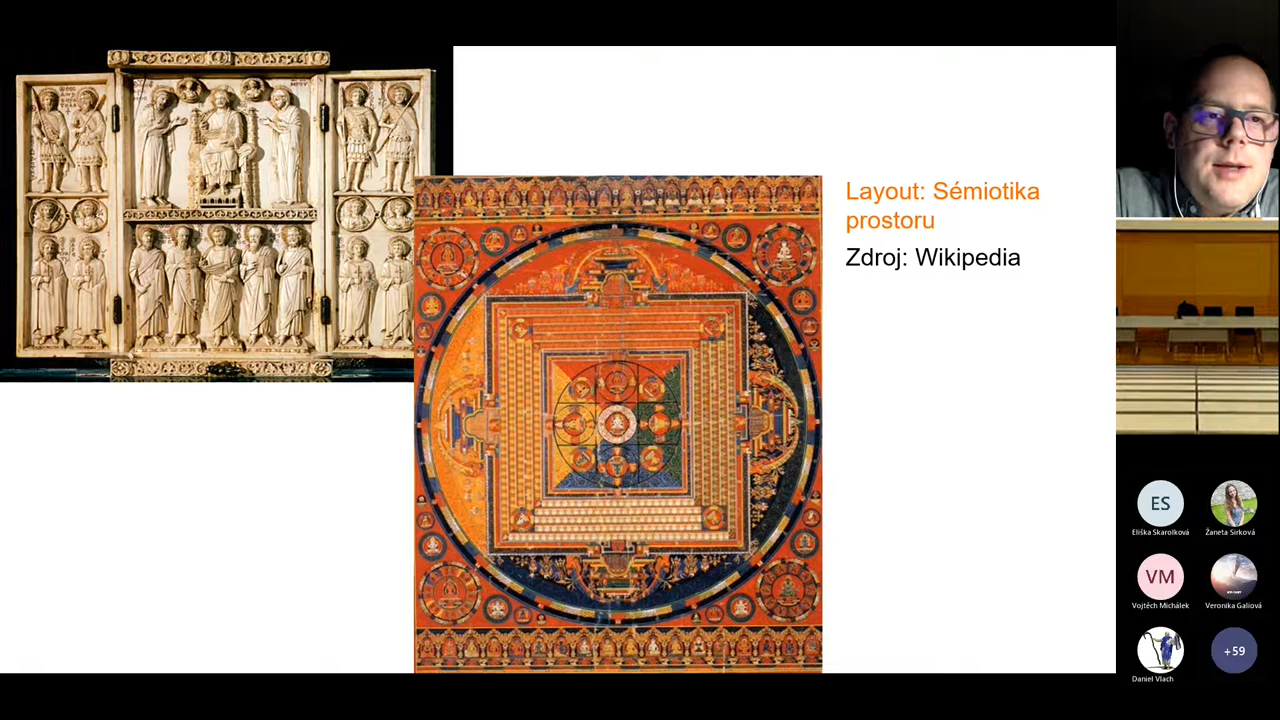 Layout: Sémiotika
prostoru
Zdroj: Wikipedia
ES
Eliška Skarolková
Žaneta Sirková
VM
Vojtěch Michálek
Veronika Galiová
Daniel Vlach
+59